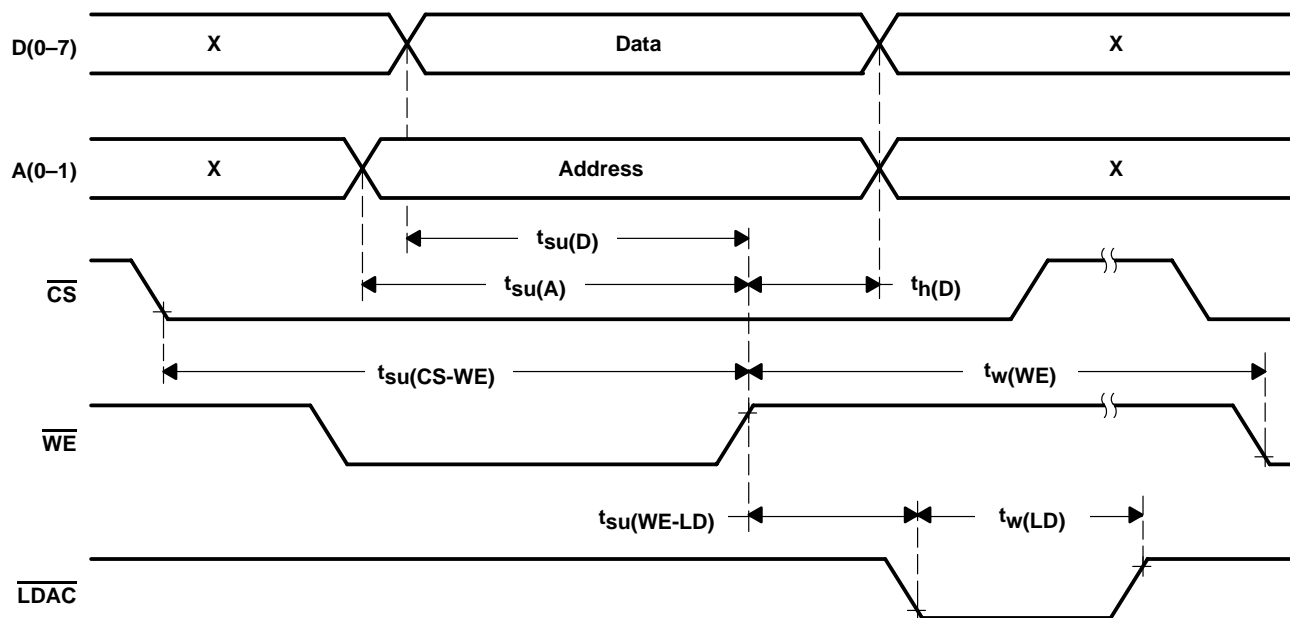 D(0–7) X Data X
A(0–1) X Address X
tsu(D)
CS tsu(A) th(D)
tsu(CS-WE) tw(WE)
WE
tsu(WE-LD) tw(LD)
LDAC